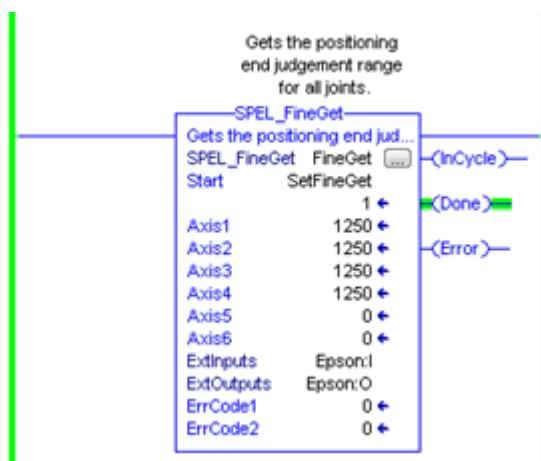 Gets the positioning
end judgement range
for all joints.
SPEL_FineGet
Gets the positioning end jud...
SPEL_FineGet FineGet ... (InCycle)
Start SetFineGet
1 (Done)
Axis1 1250
Axis2 1250 (Error)
Axis3 1250
Axis4 1250
Axis5 0
Axis6 0
ExtInputs Epson:I
ExtOutputs Epson:O
ErrCode1 0
ErrCode2 0